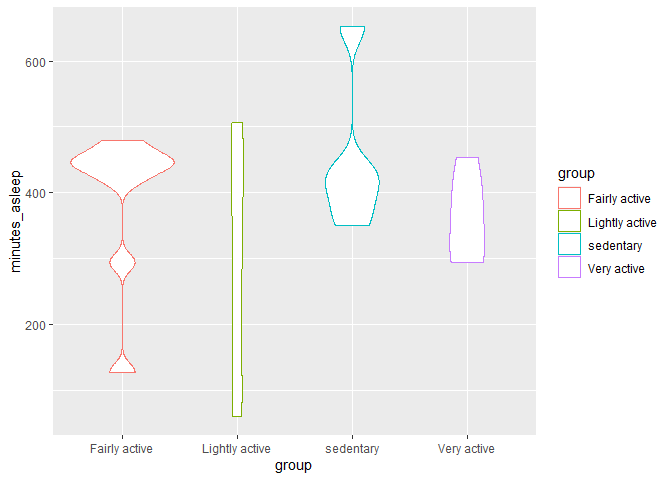 minutes_asleep
600
400
200
Fairly active
Lightly active
sedentary
Very active
group
group
Fairly active
Lightly active
sedentary
Very active